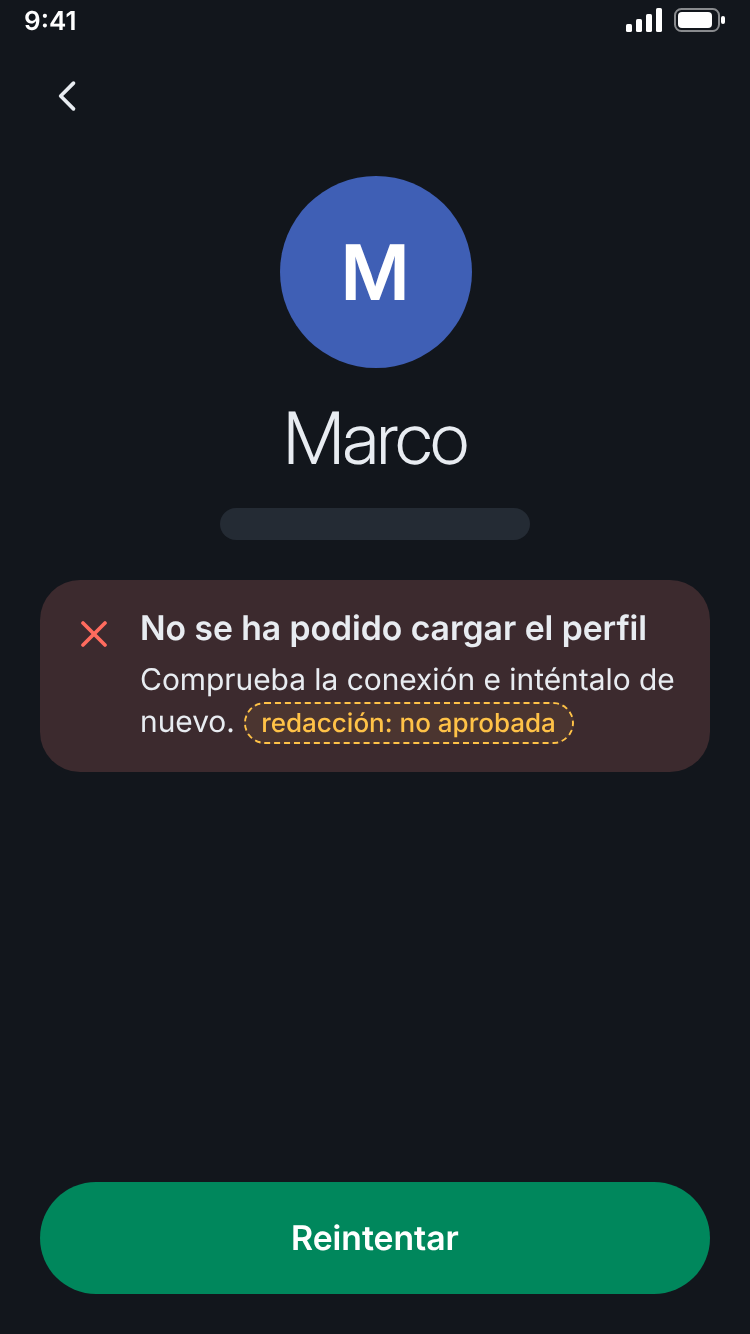 9:41
M
Marco
No se ha podido cargar el perfil
Comprueba la conexión e inténtalo de
nuevo. redacción: no aprobada
Reintentar